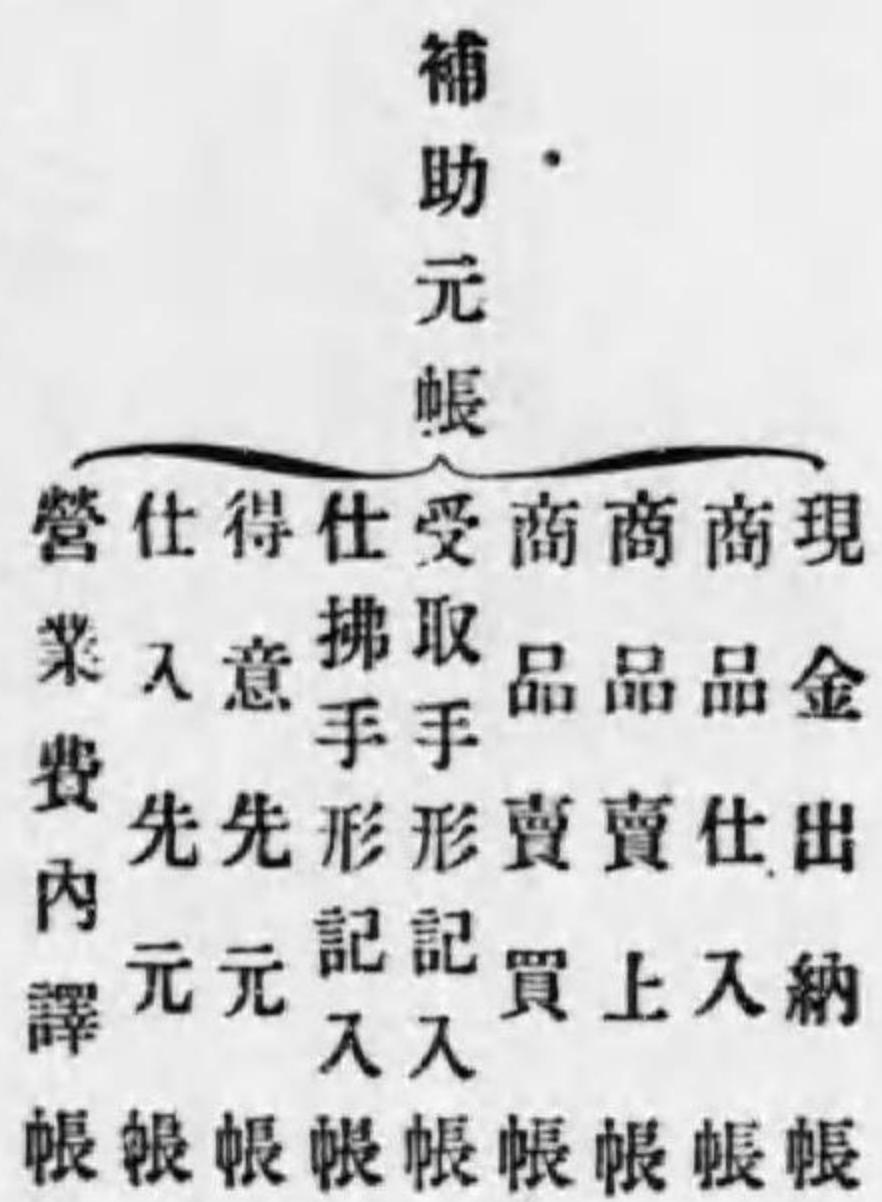 補助元帳
現金出納帳
商品仕入帳
商品賣上帳
商品賣買帳
受取手形記入帳
仕拂手形記入帳
得意先元帳
仕入先元帳
營業費內譯帳